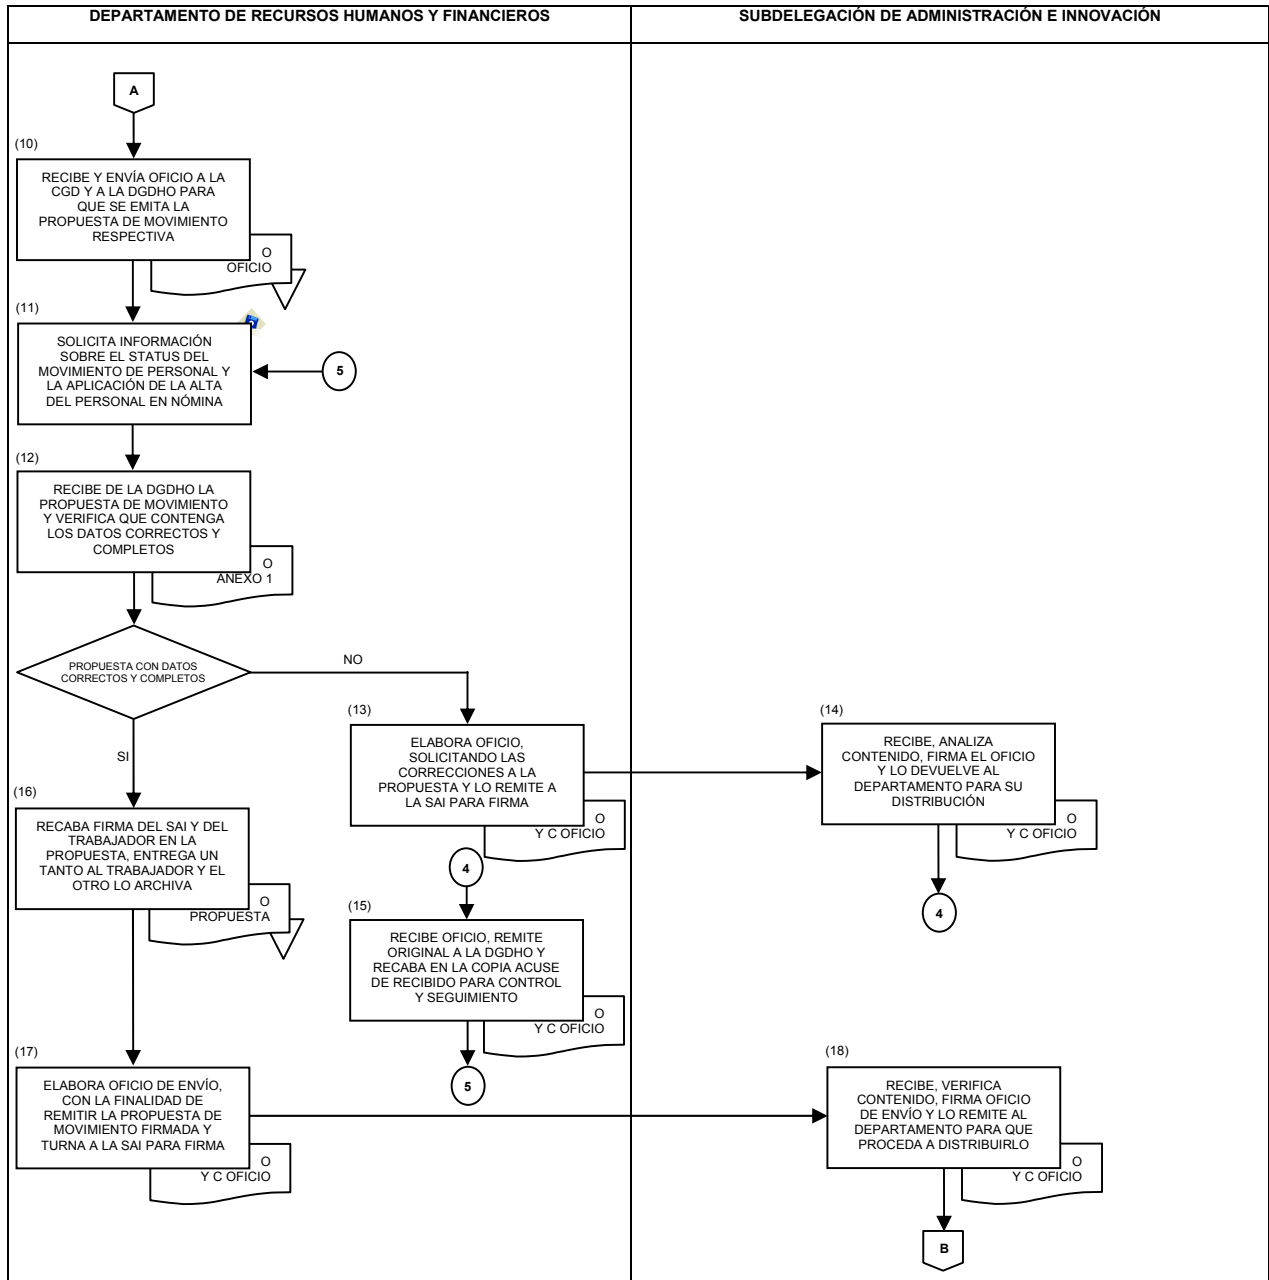 DEPARTAMENTO DE RECURSOS HUMANOS Y FINANCIEROS
SUBDELEGACIÓN DE ADMINISTRACIÓN E INNOVACIÓN
A
(10)
RECIBE Y ENVÍA OFICIO A LA
CGD Y A LA DGDHO PARA
QUE SE EMITA LA
PROPUESTA DE MOVIMIENTO
RESPECTIVA
O
OFICIO
(11)
SOLICITA INFORMACIÓN
SOBRE EL STATUS DEL
MOVIMIENTO DE PERSONAL Y
LA APLICACIÓN DE LA ALTA
DEL PERSONAL EN NÓMINA
5
(12)
RECIBE DE LA DGDHO LA
PROPUESTA DE MOVIMIENTO
Y VERIFICA QUE CONTENGA
LOS DATOS CORRECTOS Y
COMPLETOS
O
ANEXO 1
PROPUESTA CON DATOS
CORRECTOS Y COMPLETOS
NO
SI
(13)
ELABORA OFICIO,
SOLICITANDO LAS
CORRECCIONES A LA
PROPUESTA Y LO REMITE A
LA SAI PARA FIRMA
O
Y C OFICIO
(14)
RECIBE, ANALIZA
CONTENIDO, FIRMA EL OFICIO
Y LO DEVUELVE AL
DEPARTAMENTO PARA SU
DISTRIBUCIÓN
O
Y C OFICIO
4
4
(15)
RECIBE OFICIO, REMITE
ORIGINAL A LA DGDHO Y
RECABA EN LA COPIA ACUSE
DE RECIBIDO PARA CONTROL
Y SEGUIMIENTO
O
Y C OFICIO
5
(16)
RECABA FIRMA DEL SAI Y DEL
TRABAJADOR EN LA
PROPUESTA, ENTREGA UN
TANTO AL TRABAJADOR Y EL
OTRO LO ARCHIVA
O
PROPUESTA
(17)
ELABORA OFICIO DE ENVÍO,
CON LA FINALIDAD DE
REMITIR LA PROPUESTA DE
MOVIMIENTO FIRMADA Y
TURNA A LA SAI PARA FIRMA
O
Y C OFICIO
(18)
RECIBE, VERIFICA
CONTENIDO, FIRMA OFICIO
DE ENVÍO Y LO REMITE AL
DEPARTAMENTO PARA QUE
PROCEDA A DISTRIBUIRLO
O
Y C OFICIO
B